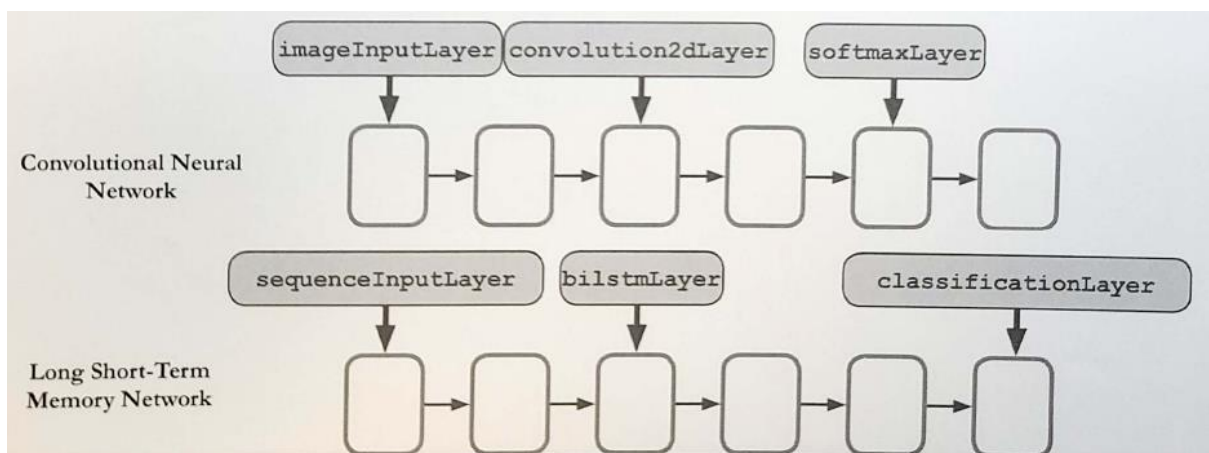 imageInputLayer convolution2dLayer softmaxLayer
Convolutional Neural
Network
sequenceInputLayer bilstmLayer classificationLayer
Long Short-Term
Memory Network